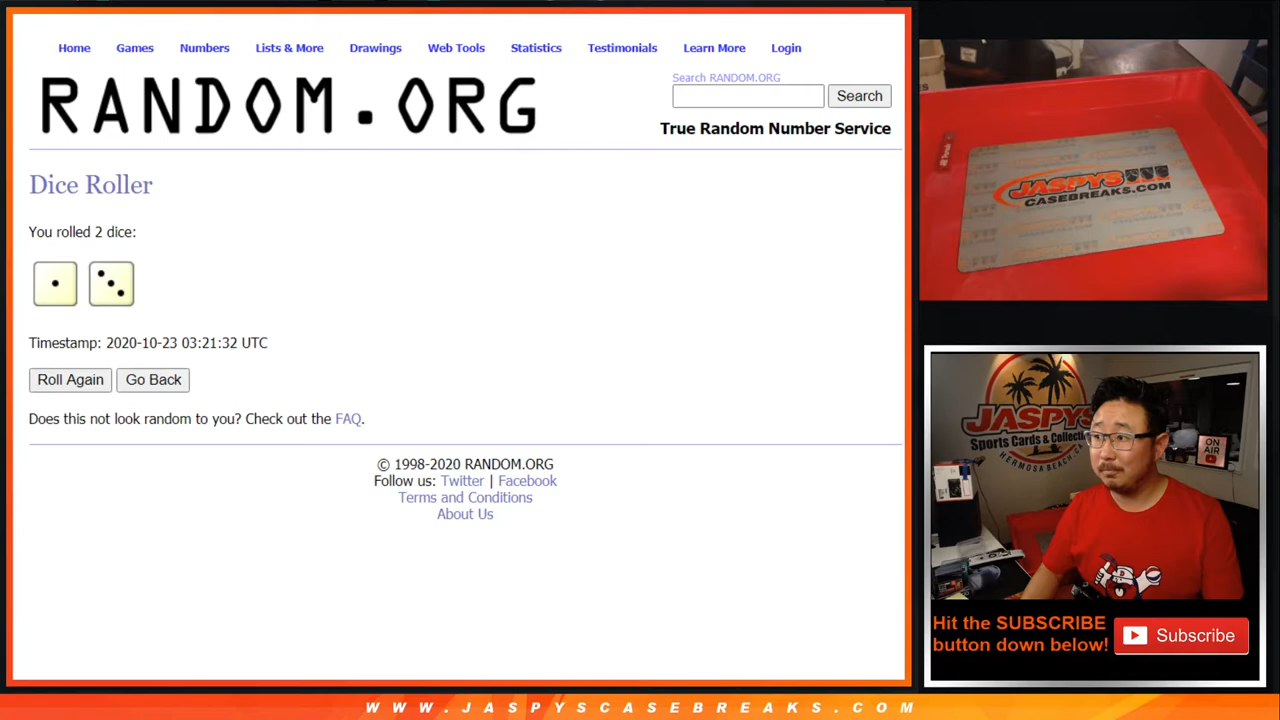 Home Games Numbers Lists & More Drawings Web Tools Statistics Testimonials Learn More Login
RANDOM.ORG
Search RANDOM.ORG
Search
True Random Number Service
Dice Roller
You rolled 2 dice:
Timestamp: 2020-10-23 03:21:32 UTC
Roll Again Go Back
Does this not look random to you? Check out the FAQ.
© 1998-2020 RANDOM.ORG
Follow us: Twitter | Facebook
Terms and Conditions
About Us
JASPYS
CASEBREAKS.COM
JASPYS
Sports Cards & Collecti
HERMOSA BEACH, CA
ON
AIR
Hit the SUBSCRIBE
button down below!
Subscribe
WWW.JASPYSCASEBREAKS.COM